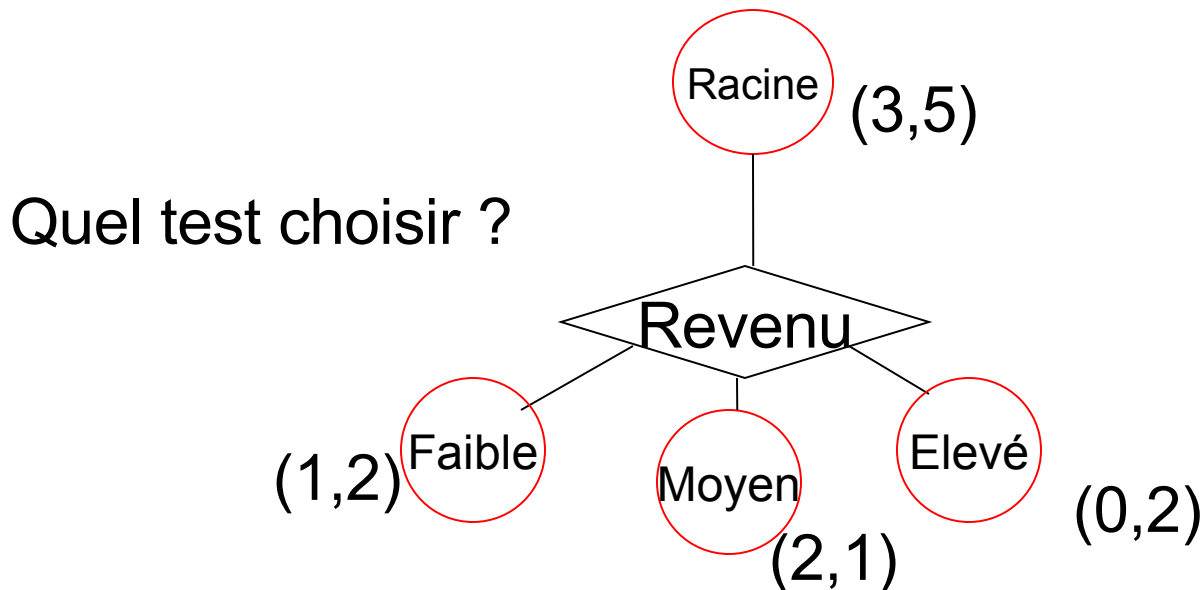 Racine
(3,5)
Quel test choisir ?
Revenu
(1,2)
Faible
Moyen
(2,1)
Elevé
(0,2)